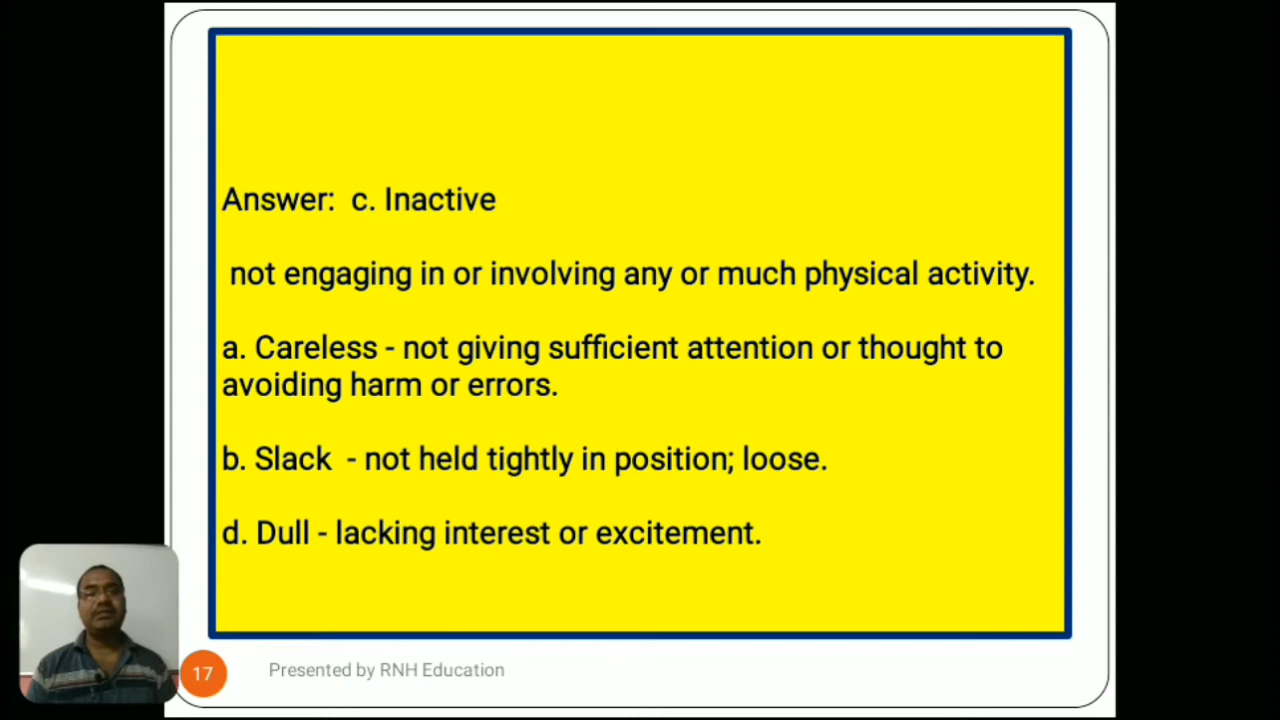 Answer:  c. Inactive
not engaging in or involving any or much physical activity.
a. Careless - not giving sufficient attention or thought to
avoiding harm or errors.
b. Slack  - not held tightly in position; loose.
d. Dull - lacking interest or excitement.
17
Presented by RNH Education